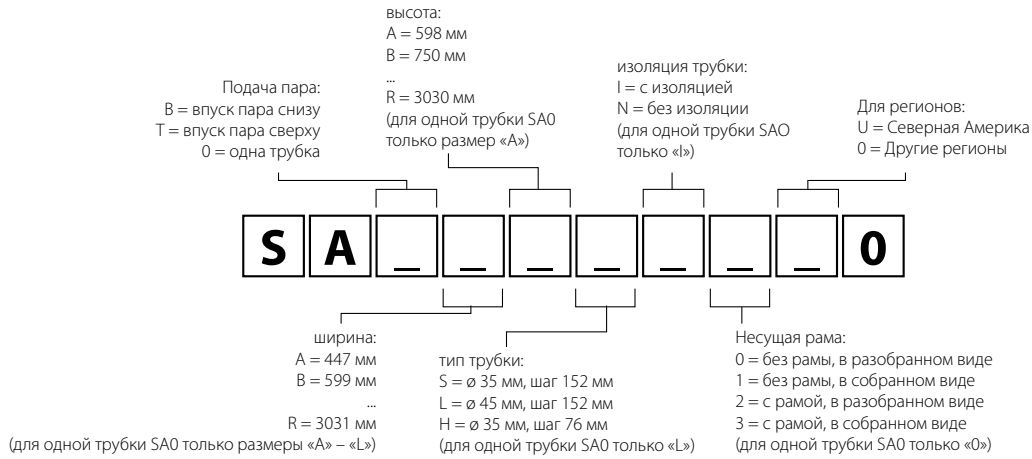 высота:
A = 598 мм
B = 750 мм
...
R = 3030 мм
(для одной трубки SA0
только размер «A»)
Подача пара:
B = впуск пара снизу
T = впуск пара сверху
0 = одна трубка
изоляция трубки:
I = с изоляцией
N = без изоляции
(для одной трубки SAO
только «I»)
Для регионов:
U = Северная Америка
0 = Другие регионы
S A _ _ _ _ _ _ _ 0
ширина:
A = 447 мм
B = 599 мм
...
R = 3031 мм
(для одной трубки SA0 только размеры «A» – «L»)
тип трубки:
S = ø 35 мм, шаг 152 мм
L = ø 45 мм, шаг 152 мм
H = ø 35 мм, шаг 76 мм
(для одной трубки SA0 только «L»)
Несущая рама:
0 = без рамы, в разобранном виде
1 = без рамы, в собранном виде
2 = с рамой, в разобранном виде
3 = с рамой, в собранном виде
(для одной трубки SA0 только «0»)